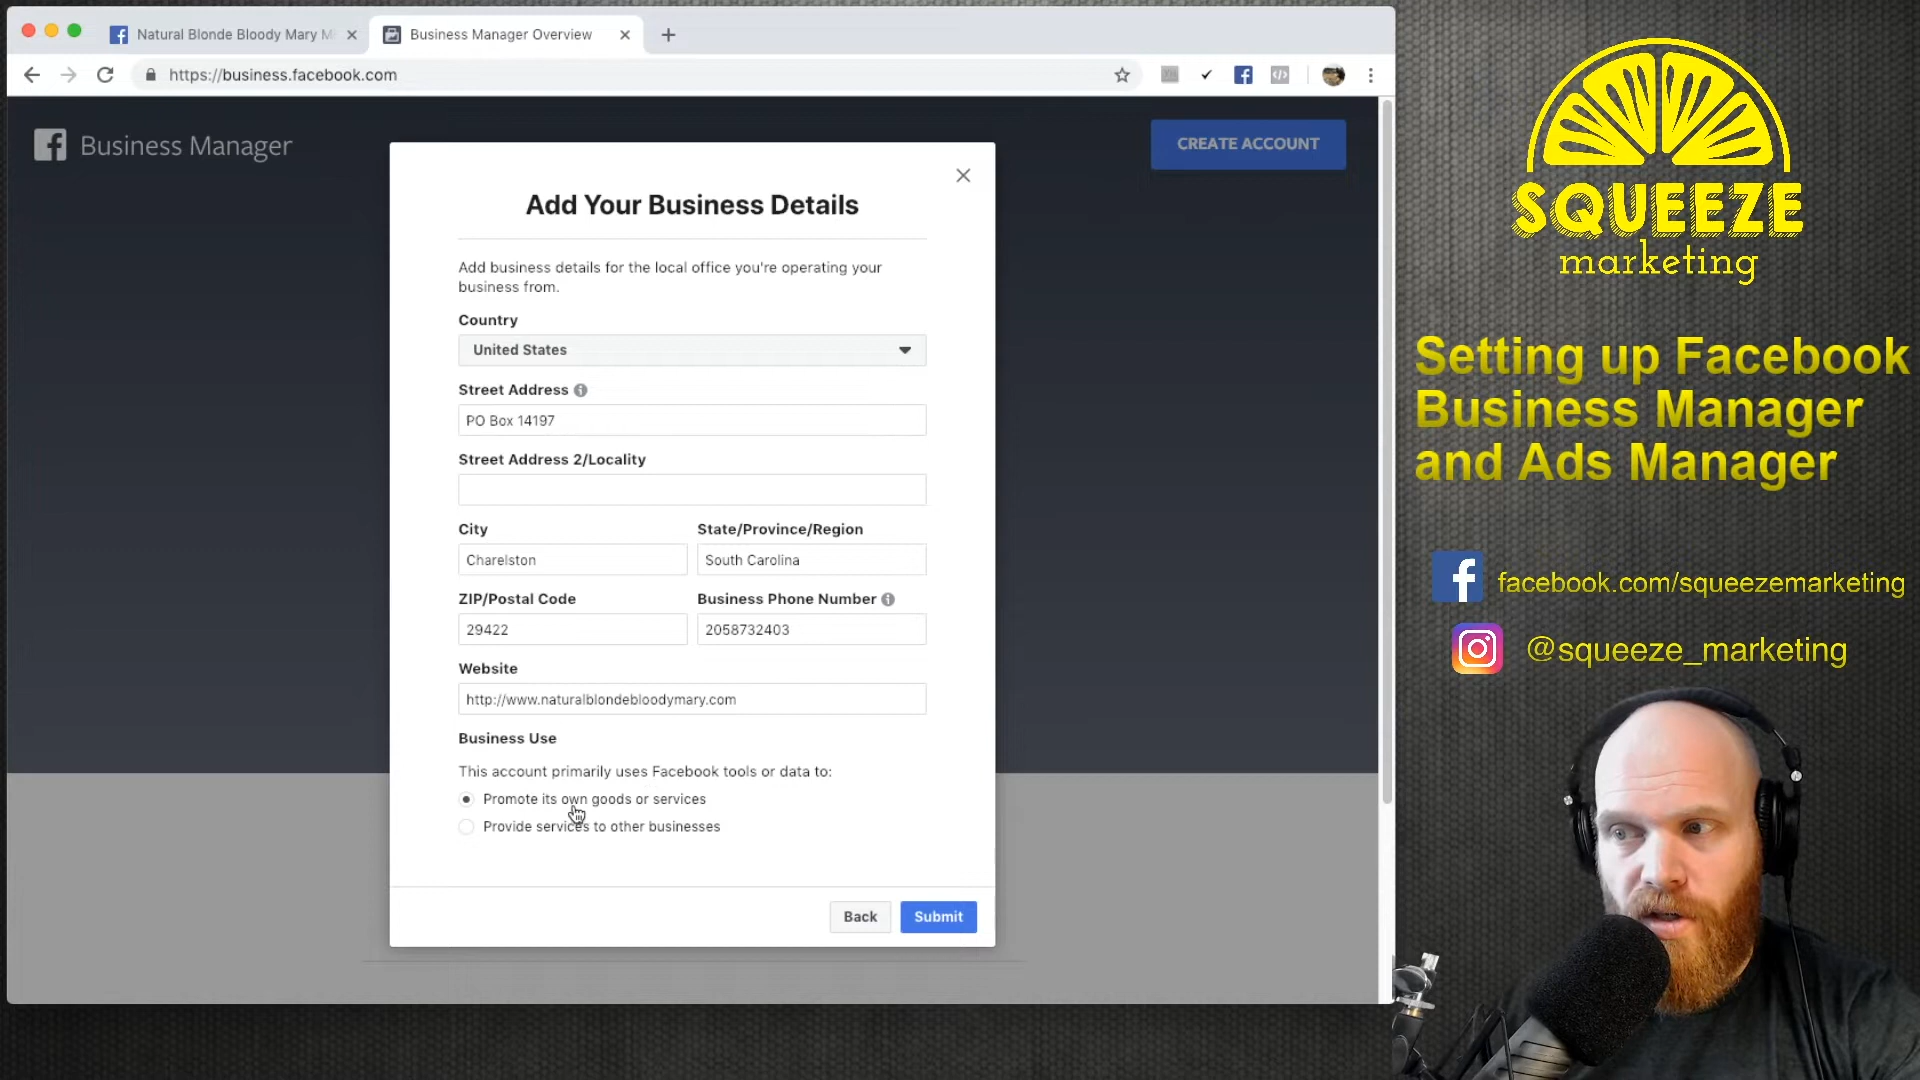 Natural Blonde Bloody Mary M
Business Manager Overview
https://business.facebook.com
Business Manager
CREATE ACCOUNT
Add Your Business Details
Add business details for the local office you're operating your
business from.
Country
United States
Street Address
PO Box 14197
Street Address 2/Locality
City
State/Province/Region
Charelston
South Carolina
ZIP/Postal Code
Business Phone Number
29422
2058732403
Website
http://www.naturalblondebloodymary.com
Business Use
This account primarily uses Facebook tools or data to:
Promote its own goods or services
Provide services to other businesses
Back
Submit
SQUEEZE
marketing
Setting up Facebook
Business Manager
and Ads Manager
facebook.com/squeezemarketing
@squeeze_marketing